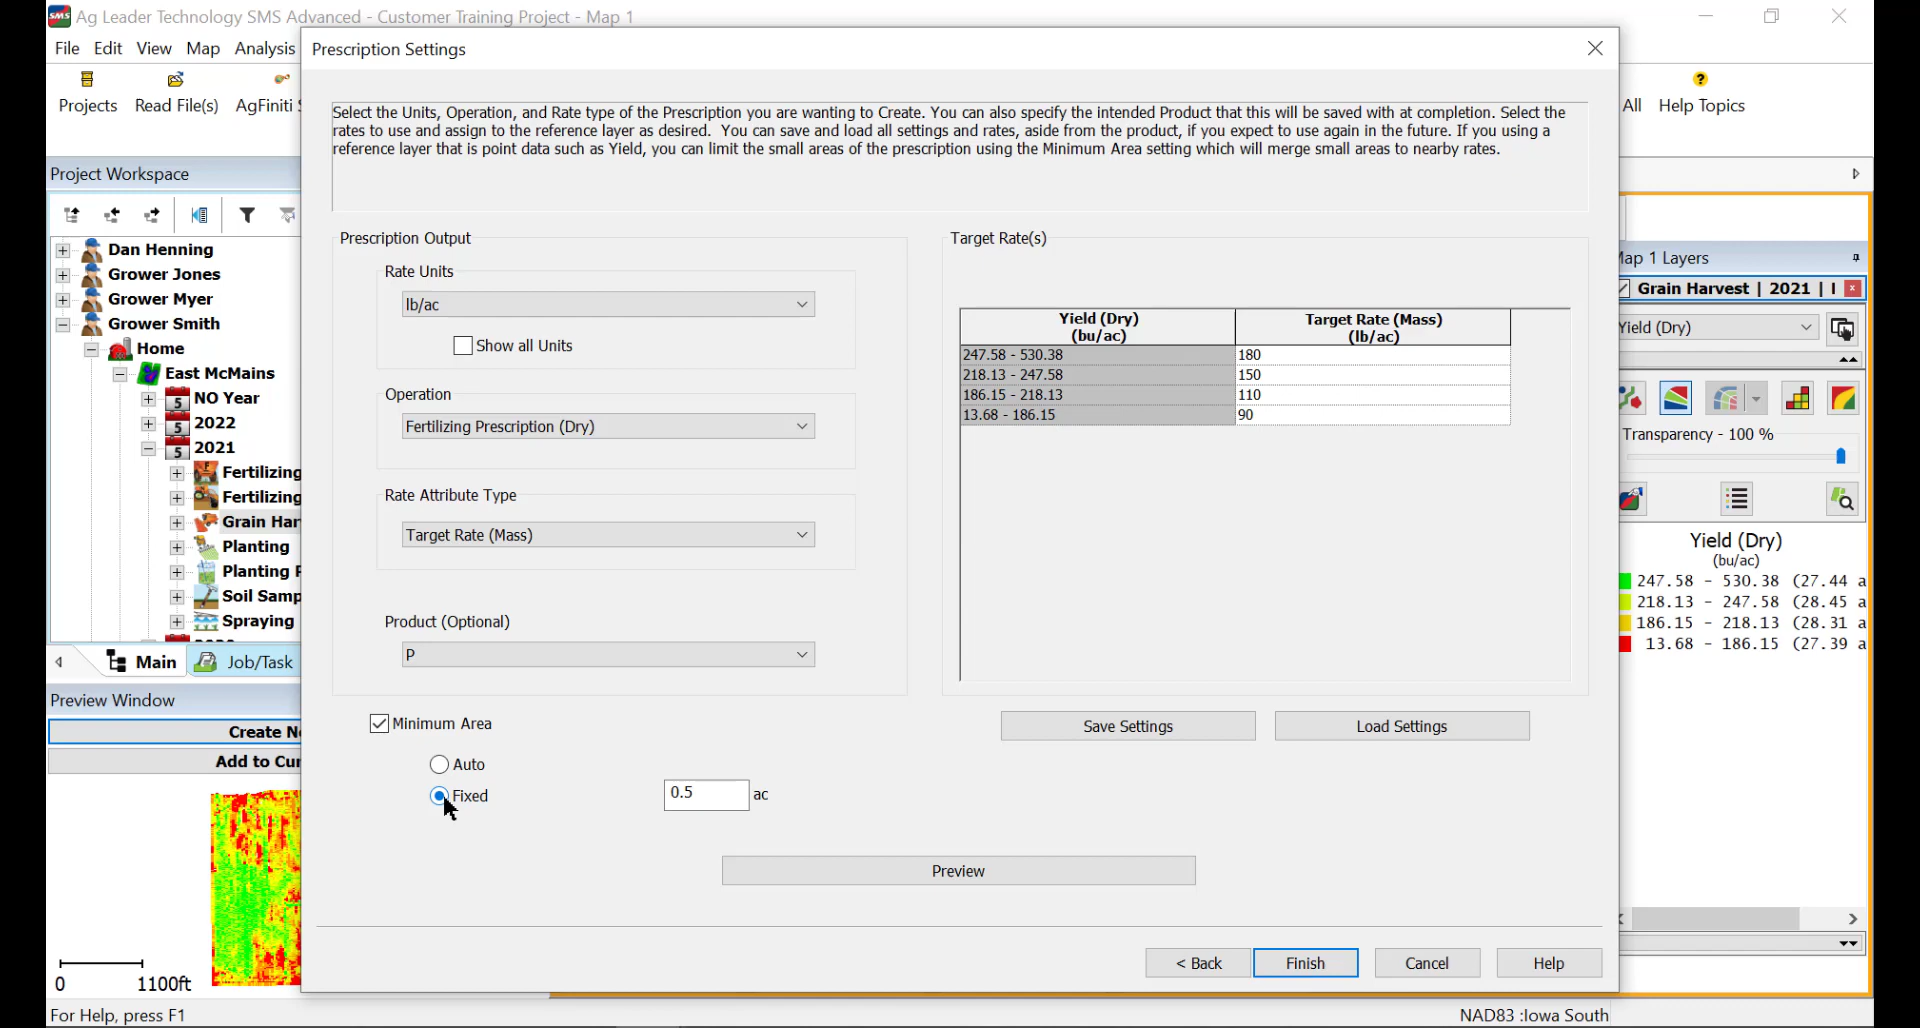 SMS Ag Leader Technology SMS Advanced - Customer Training Project - Map 1
File Edit View Map Analysis
Projects Read File(s) AgFiniti
All Help Topics
Project Workspace
Dan Henning
Grower Jones
Grower Myer
Grower Smith
Home
East McMains
5 NO Year
5 2022
5 2021
Fertilizing
Fertilizing
Grain Har
Planting
Planting
Soil Samp
Spraying
Main Job/Task
Preview Window
Create N
Add to Cur
0 1100ft
For Help, press F1
Prescription Settings
Select the Units, Operation, and Rate type of the Prescription you are wanting to Create. You can also specify the intended Product that this will be saved with at completion. Select the
rates to use and assign to the reference layer as desired. You can save and load all settings and rates, aside from the product, if you expect to use again in the future. If you using a
reference layer that is point data such as Yield, you can limit the small areas of the prescription using the Minimum Area setting which will merge small areas to nearby rates.
Prescription Output
Rate Units
lb/ac
Show all Units
Operation
Fertilizing Prescription (Dry)
Rate Attribute Type
Target Rate (Mass)
Product (Optional)
P
Minimum Area
Auto
Fixed 0.5 ac
Target Rate(s)
Yield (Dry) Target Rate (Mass)
(bu/ac) (lb/ac)
247.58 - 530.38 180
218.13 - 247.58 150
186.15 - 218.13 110
13.68 - 186.15 90
Save Settings Load Settings
Preview
< Back Finish Cancel Help
Map 1 Layers
Grain Harvest | 2021 |
Yield (Dry)
Transparency - 100 %
Yield (Dry)
(bu/ac)
247.58 - 530.38 (27.44 a
218.13 - 247.58 (28.45 a
186.15 - 218.13 (28.31 a
13.68 - 186.15 (27.39 a
NAD83 :Iowa South